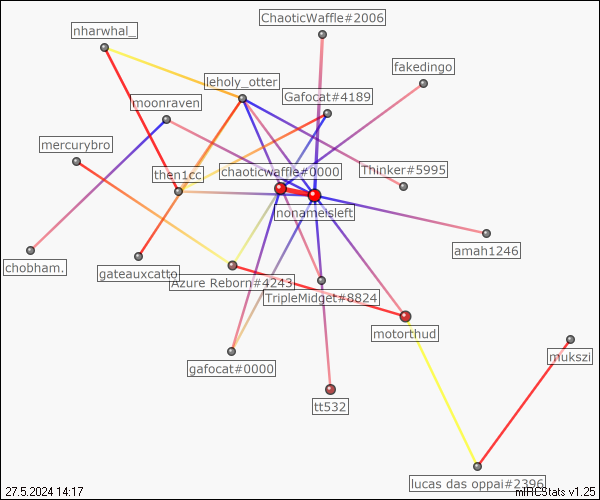 ChaoticWaffle#2006
nharwhal_
fakedingo
leholy_otter
Gafocat#4189
moonraven
mercurybro
Thinker#5995
then1cc
chaoticwaffle#0000
nonameisleft
amah1246
chobham.
gateauxcatto
Azure Reborn#4243
TripleMidget#8824
motorthud
mukszi
gafocat#0000
tt532
lucas das oppai#2396
27.5.2024 14:17
mIRCStats v1.25